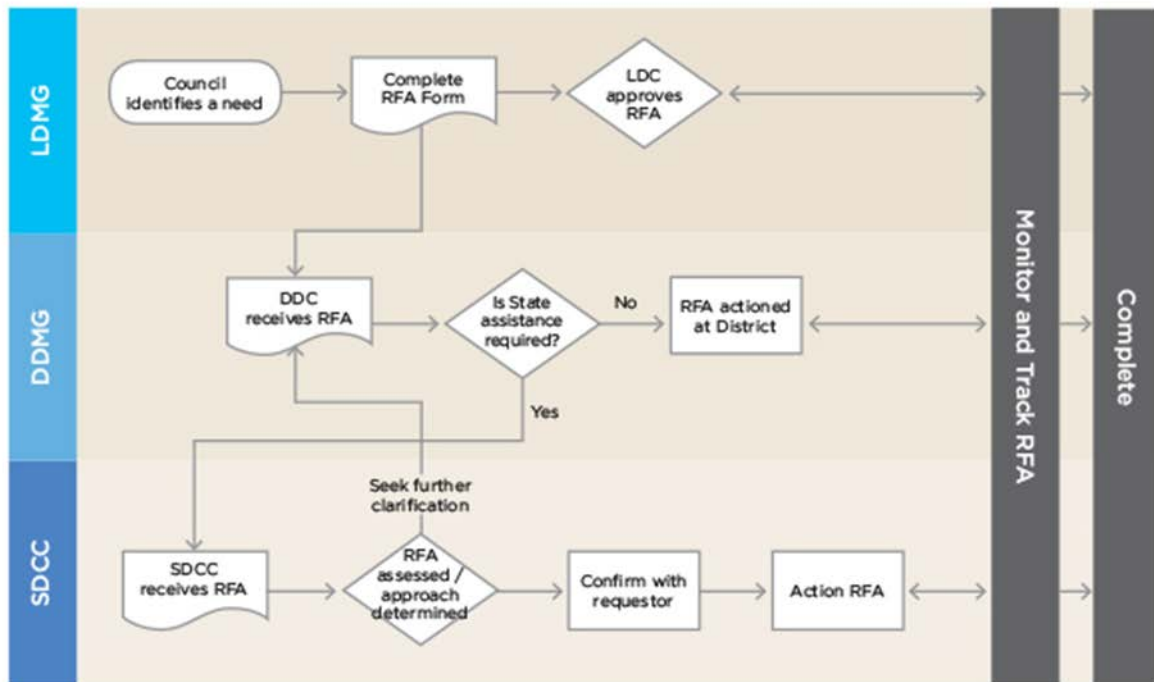 LDMG
Council
identifies a need
Complete
RFA Form
LDC
approves
RFA
DDMG
DDC
receives RFA
Is State
assistance
required?
No
RFA actioned
at District
Yes
SDCC
Seek further
clarification
SDCC
receives RFA
RFA
assessed /
approach
determined
Confirm with
requestor
Action RFA
Monitor and Track RFA
Complete